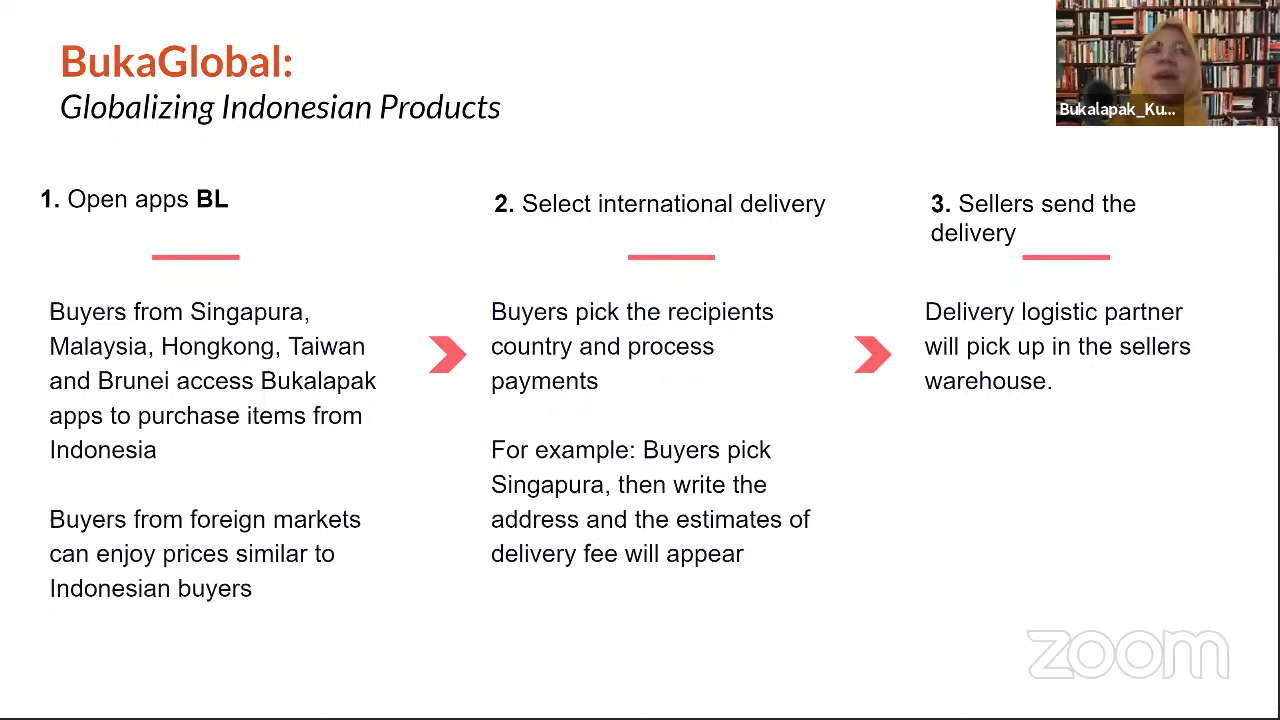 BukaGlobal:
Globalizing Indonesian Products
Bukalapak_Ku...
1. Open apps BL
Buyers from Singapura,
Malaysia, Hongkong, Taiwan
and Brunei access Bukalapak
apps to purchase items from
Indonesia
Buyers from foreign markets
can enjoy prices similar to
Indonesian buyers
2. Select international delivery
Buyers pick the recipients
country and process
payments
For example: Buyers pick
Singapura, then write the
address and the estimates of
delivery fee will appear
3. Sellers send the
delivery
Delivery logistic partner
will pick up in the sellers
warehouse.
zoom